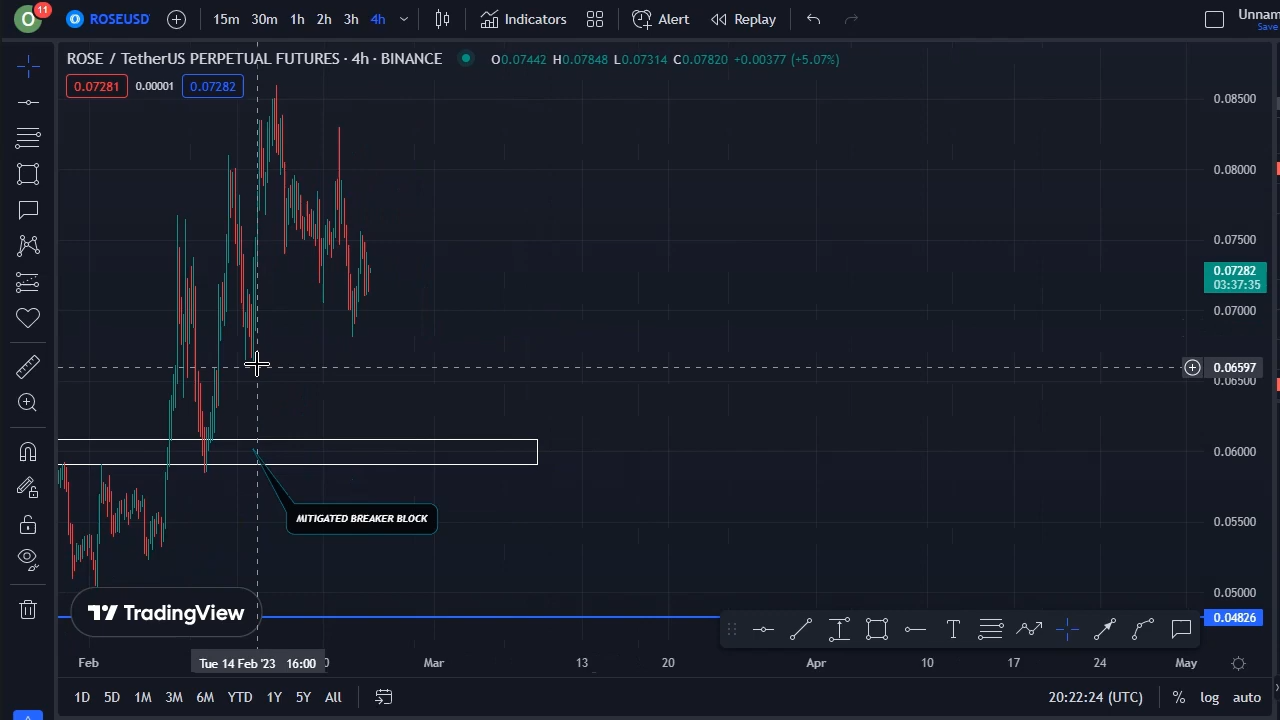 O 11 ROSEUSD 15m 30m 1h 2h 3h 4h Indicators Alert Replay Unnam
Save
ROSE / TetherUS PERPETUAL FUTURES · 4h · BINANCE O0.07442 H0.07848 L0.07314 C0.07820 +0.00377 (+5.07%)
0.07281 0.00001 0.07282
0.08500
0.08000
0.07500
0.07282
03:37:35
0.07000
0.06597
0.06500
0.06000
MITIGATED BREAKER BLOCK
0.05500
0.05000
TradingView
0.04826
T
Feb Tue 14 Feb '23 16:00 0 Mar 13 20 Apr 10 17 24 May
1D 5D 1M 3M 6M YTD 1Y 5Y All 20:22:24 (UTC) % log auto